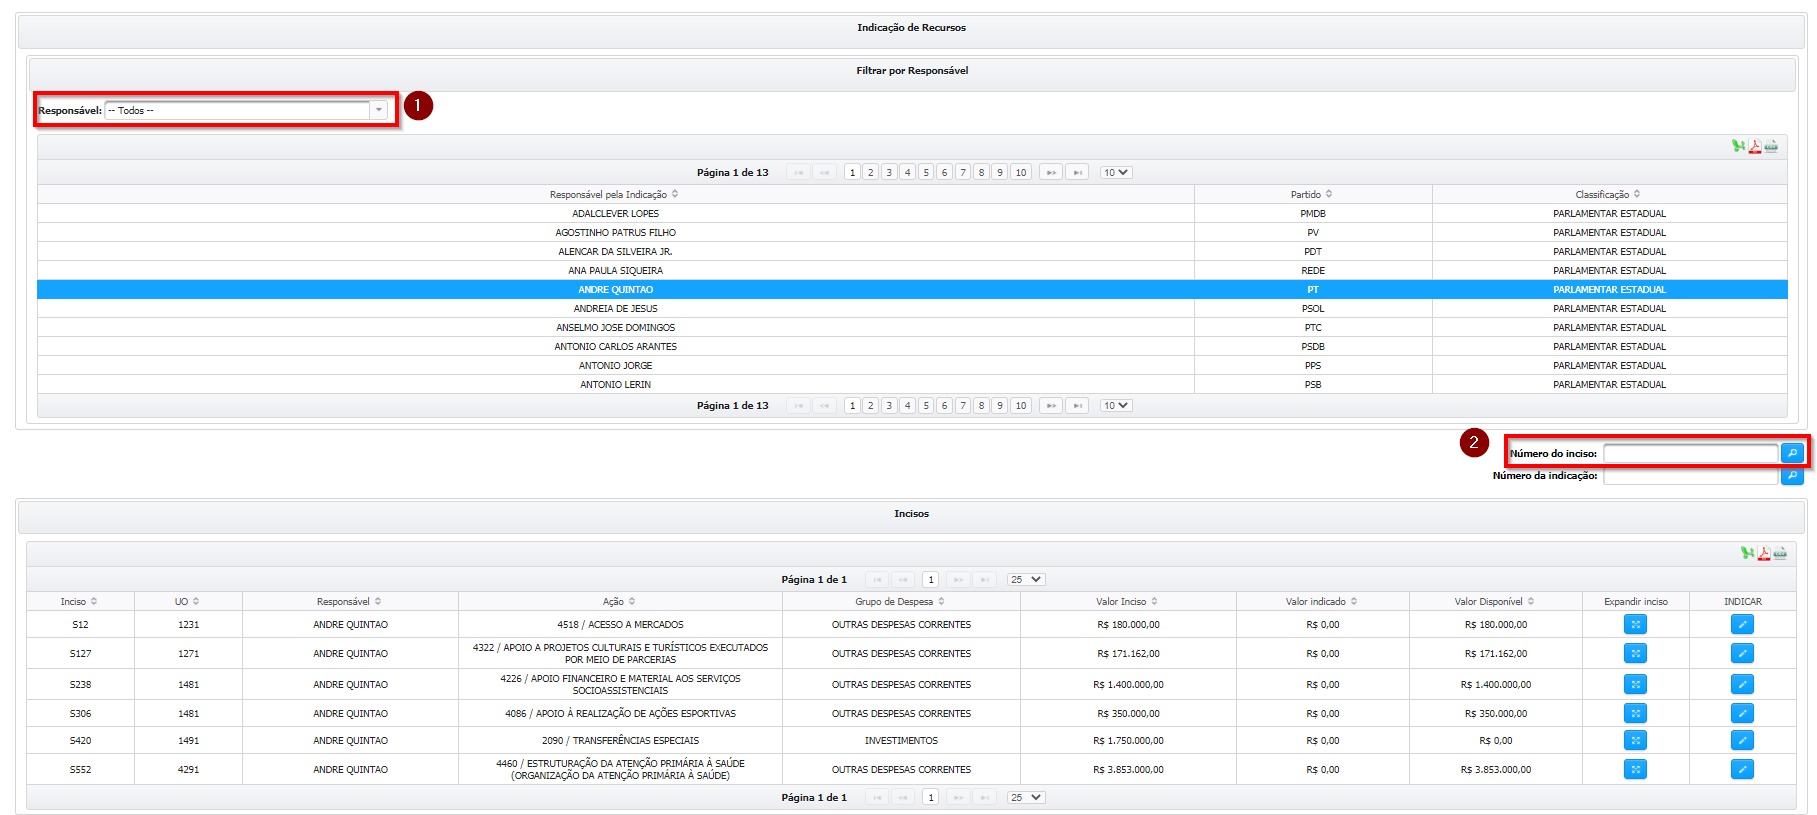 Indicação de Recursos
Filtrar por Responsável
Responsável: -- Todos -- 1
Página 1 de 13 1 2 3 4 5 6 7 8 9 10 10
Responsável pela Indicação Partido Classificação
ADALCLEVER LOPES PMDB PARLAMENTAR ESTADUAL
AGOSTINHO PATRUS FILHO PV PARLAMENTAR ESTADUAL
ALENCAR DA SILVEIRA JR. PDT PARLAMENTAR ESTADUAL
ANA PAULA SIQUEIRA REDE PARLAMENTAR ESTADUAL
ANDRE QUINTAO PT PARLAMENTAR ESTADUAL
ANDREIA DE JESUS PSOL PARLAMENTAR ESTADUAL
ANSELMO JOSE DOMINGOS PTC PARLAMENTAR ESTADUAL
ANTONIO CARLOS ARANTES PSDB PARLAMENTAR ESTADUAL
ANTONIO JORGE PPS PARLAMENTAR ESTADUAL
ANTONIO LERIN PSB PARLAMENTAR ESTADUAL
Página 1 de 13 1 2 3 4 5 6 7 8 9 10 10
2 Número do inciso:
Número da indicação:
Incisos
Página 1 de 1 1 25
Inciso UO Responsável Ação Grupo de Despesa Valor Inciso Valor indicado Valor Disponível Expandir inciso INDICAR
S12 1231 ANDRE QUINTAO 4518 / ACESSO A MERCADOS OUTRAS DESPESAS CORRENTES R$ 180.000,00 R$ 0,00 R$ 180.000,00
S127 1271 ANDRE QUINTAO 4322 / APOIO A PROJETOS CULTURAIS E TURÍSTICOS EXECUTADOS POR MEIO DE PARCERIAS OUTRAS DESPESAS CORRENTES R$ 171.162,00 R$ 0,00 R$ 171.162,00
S238 1481 ANDRE QUINTAO 4226 / APOIO FINANCEIRO E MATERIAL AOS SERVIÇOS SOCIOASSISTENCIAIS OUTRAS DESPESAS CORRENTES R$ 1.400.000,00 R$ 0,00 R$ 1.400.000,00
S306 1481 ANDRE QUINTAO 4086 / APOIO À REALIZAÇÃO DE AÇÕES ESPORTIVAS OUTRAS DESPESAS CORRENTES R$ 350.000,00 R$ 0,00 R$ 350.000,00
S420 1491 ANDRE QUINTAO 2090 / TRANSFERÊNCIAS ESPECIAIS INVESTIMENTOS R$ 1.750.000,00 R$ 0,00 R$ 0,00
S552 4291 ANDRE QUINTAO 4460 / ESTRUTURAÇÃO DA ATENÇÃO PRIMÁRIA À SAÚDE (ORGANIZAÇÃO DA ATENÇÃO PRIMÁRIA À SAÚDE) OUTRAS DESPESAS CORRENTES R$ 3.853.000,00 R$ 0,00 R$ 3.853.000,00
Página 1 de 1 1 25